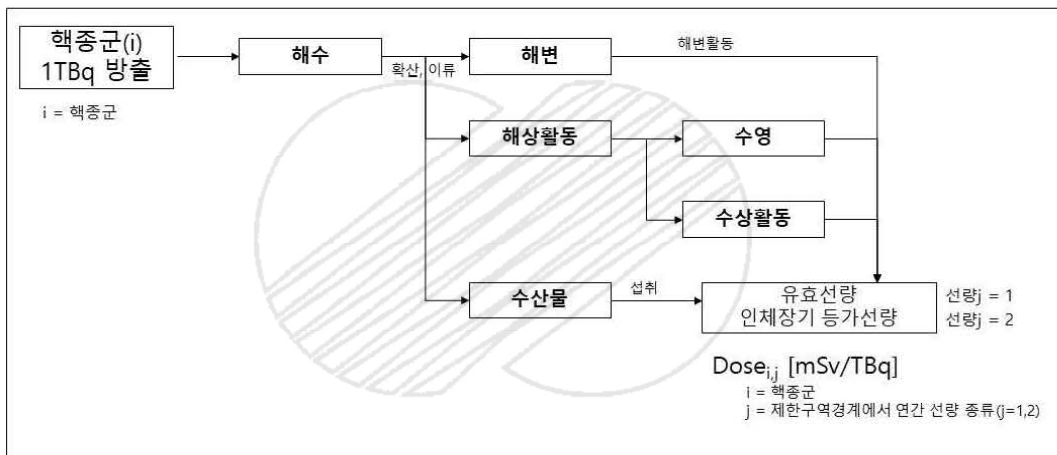 핵종군(i)
1TBq 방출
i = 핵종군
해수
확산, 이류
해변
해변활동
해상활동
수영
수상활동
수산물
섭취
유효선량
인체장기 등가선량
선량j = 1
선량j = 2
Dose_{i,j} [mSv/TBq]
i = 핵종군
j = 제한구역경계에서 연간 선량 종류(j=1,2)